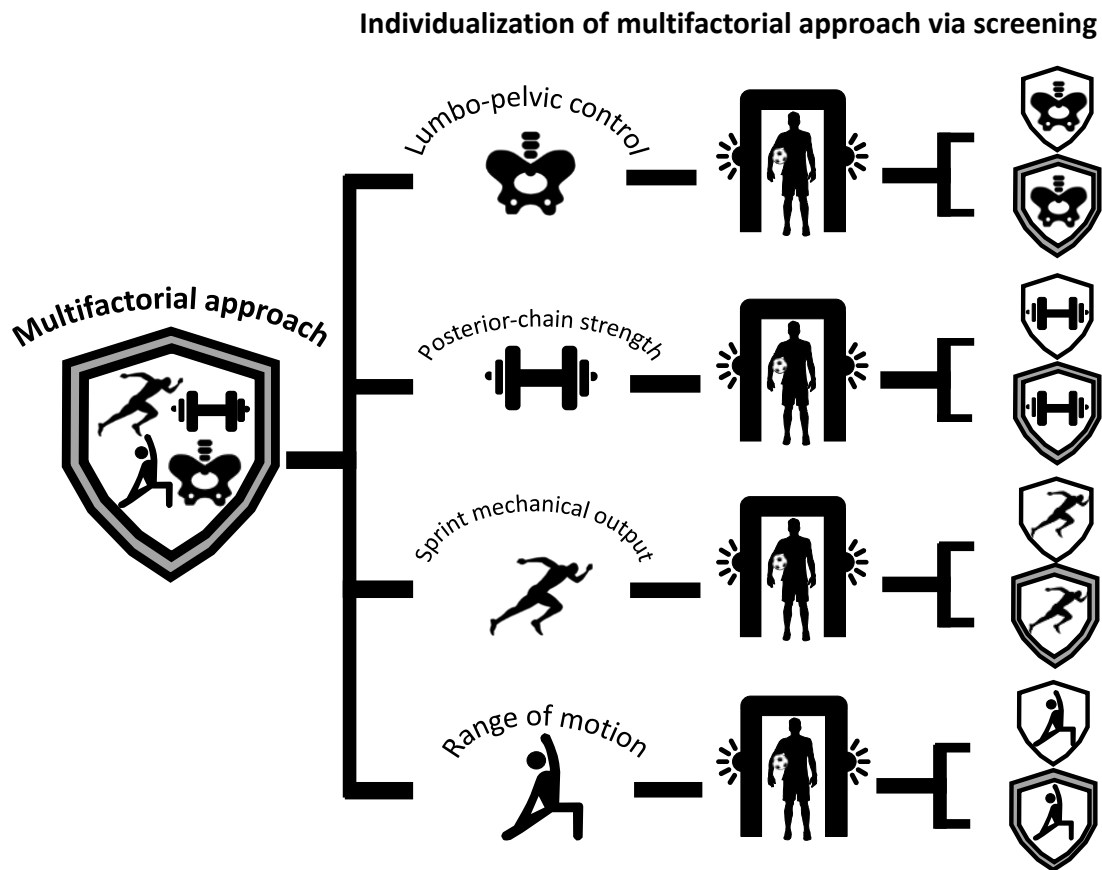 Individualization of multifactorial approach via screening
Lumbo-pelvic control
Multifactorial approach
Posterior-chain strength
Sprint mechanical output
Range of motion